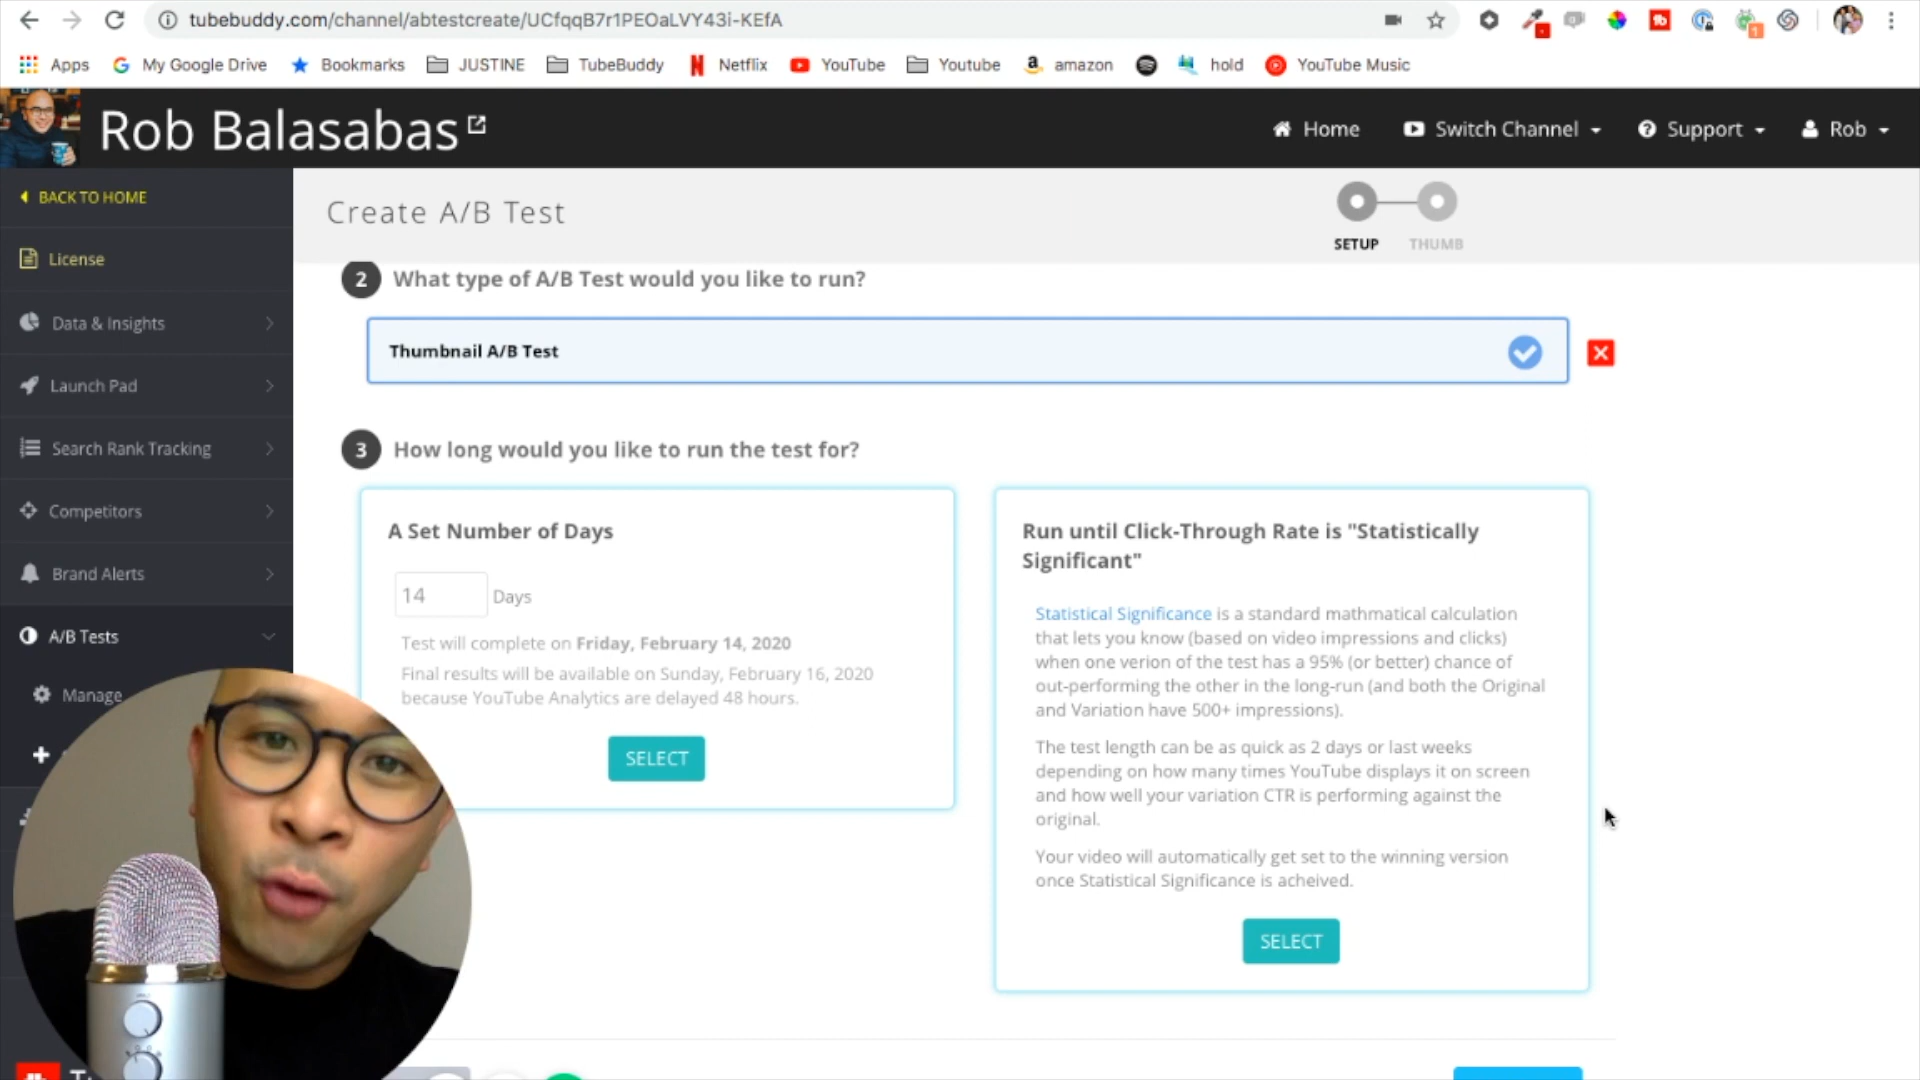 tubebuddy.com/channel/abtestcreate/UCfqqB7r1PEOaLVY43i-KEfA
Apps My Google Drive Bookmarks JUSTINE TubeBuddy Netflix YouTube Youtube amazon hold YouTube Music
Rob Balasabas
Home Switch Channel Support Rob
BACK TO HOME
License
Data & Insights
Launch Pad
Search Rank Tracking
Competitors
Brand Alerts
A/B Tests
Manage
Create A/B Test
SETUP THUMB
2 What type of A/B Test would you like to run?
Thumbnail A/B Test
3 How long would you like to run the test for?
A Set Number of Days
14 Days
Test will complete on Friday, February 14, 2020
Final results will be available on Sunday, February 16, 2020
because YouTube Analytics are delayed 48 hours.
SELECT
Run until Click-Through Rate is "Statistically
Significant"
Statistical Significance is a standard mathmatical calculation
that lets you know (based on video impressions and clicks)
when one verion of the test has a 95% (or better) chance of
out-performing the other in the long-run (and both the Original
and Variation have 500+ impressions).
The test length can be as quick as 2 days or last weeks
depending on how many times YouTube displays it on screen
and how well your variation CTR is performing against the
original.
Your video will automatically get set to the winning version
once Statistical Significance is acheived.
SELECT